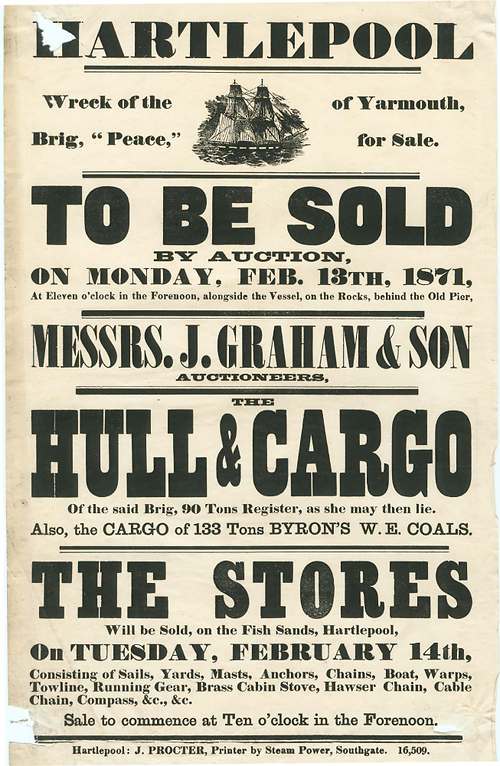 HARTLEPOOL
Wreck of the of Yarmouth,
Brig, "Peace," for Sale.
TO BE SOLD
BY AUCTION,
ON MONDAY, FEB. 13TH, 1871,
At Eleven o'clock in the Forenoon, alongside the Vessel, on the Rocks, behind the Old Pier,
MESSRS. J. GRAHAM & SON
AUCTIONEERS,
THE
HULL & CARGO
Of the said Brig, 90 Tons Register, as she may then lie.
Also, the CARGO of 133 Tons BYRON'S W. E. COALS.
THE STORES
Will be Sold, on the Fish Sands, Hartlepool,
On TUESDAY, FEBRUARY 14th,
Consisting of Sails, Yards, Masts, Anchors, Chains, Boat, Warps,
Towline, Running Gear, Brass Cabin Stove, Hawser Chain, Cable
Chain, Compass, &c., &c.
Sale to commence at Ten o'clock in the Forenoon.
Hartlepool: J. PROCTER, Printer by Steam Power, Southgate. 16,509.